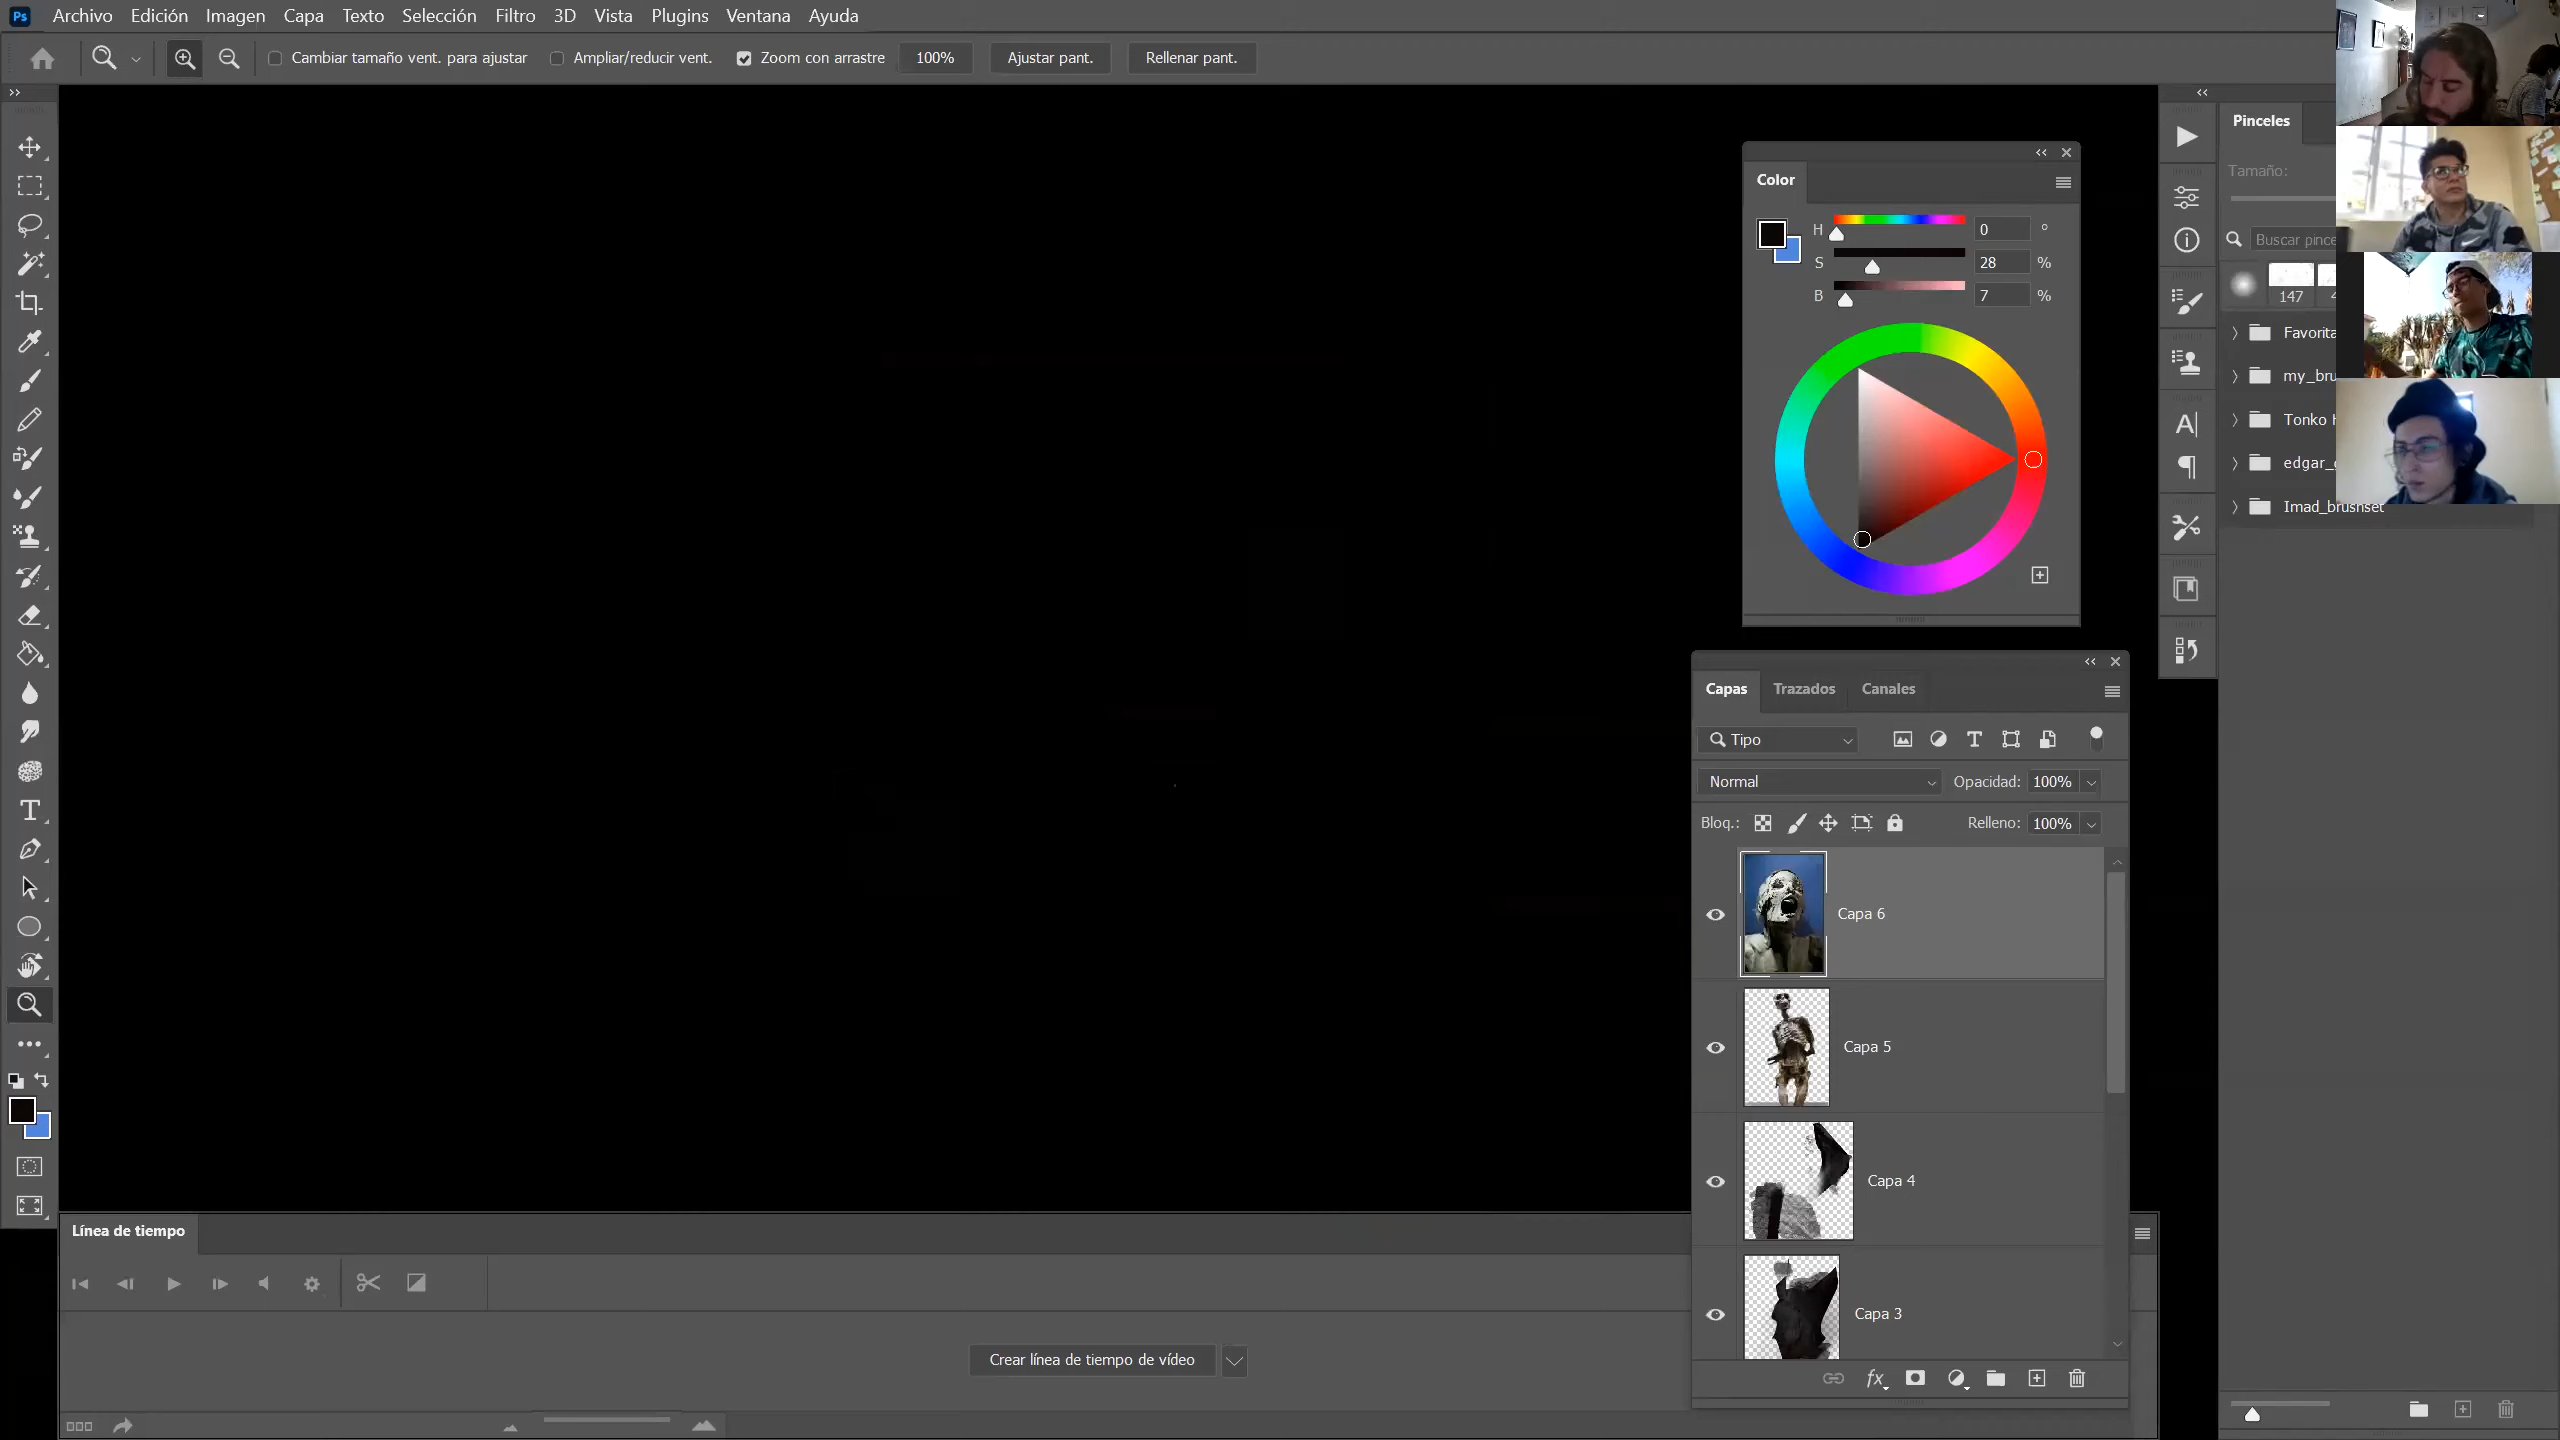 Ps Archivo Edición Imagen Capa Texto Selección Filtro 3D Vista Plugins Ventana Ayuda
Cambiar tamaño vent. para ajustar Ampliar/reducir vent. Zoom con arrastre 100% Ajustar pant. Rellenar pant.
Pinceles
Tamaño:
Buscar pince
147
Favorita
my_bru
Tonko
edgar_
Imad_brushset
Color
H 0 °
S 28 %
B 7 %
Capas Trazados Canales
Tipo
Normal Opacidad: 100%
Bloq.: Relleno: 100%
Capa 6
Capa 5
Capa 4
Capa 3
fx
Línea de tiempo
Crear línea de tiempo de vídeo